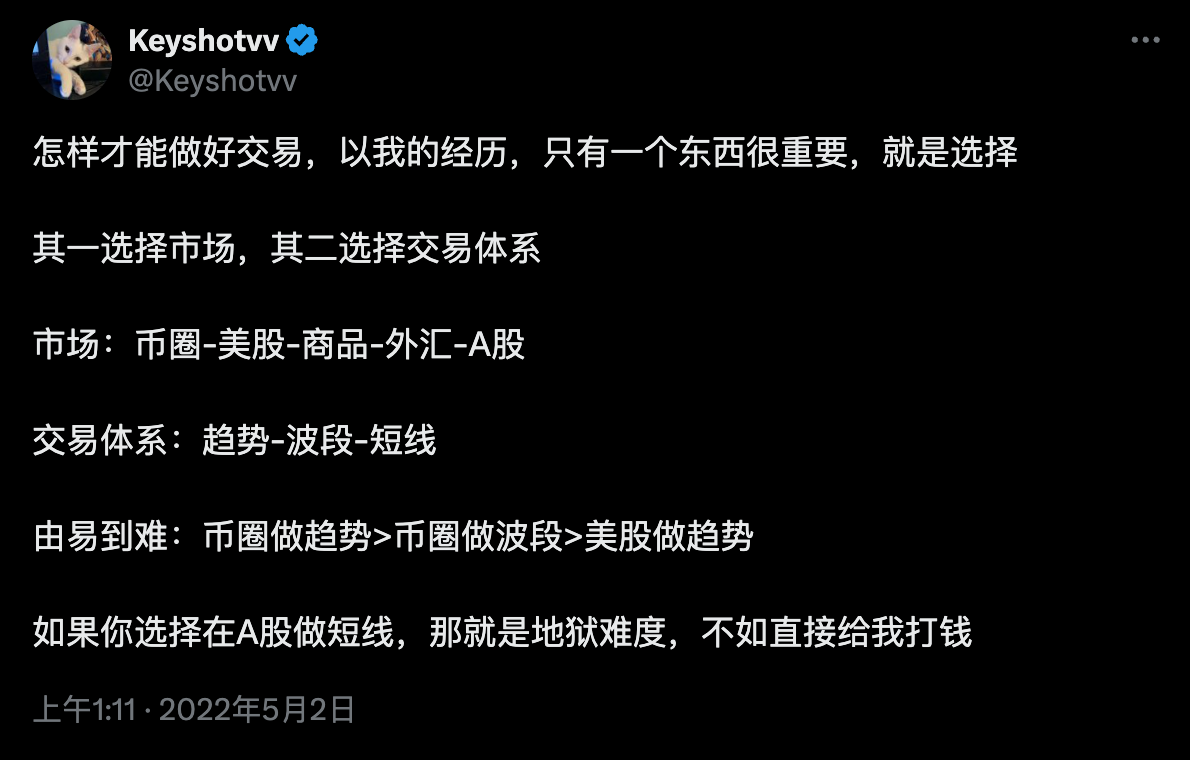 Keyshotvv
@Keyshotvv
怎样才能做好交易，以我的经历，只有一个东西很重要，就是选择
其一选择市场，其二选择交易体系
市场：币圈-美股-商品-外汇-A股
交易体系：趋势-波段-短线
由易到难：币圈做趋势>币圈做波段>美股做趋势
如果你选择在A股做短线，那就是地狱难度，不如直接给我打钱
上午1:11 · 2022年5月2日